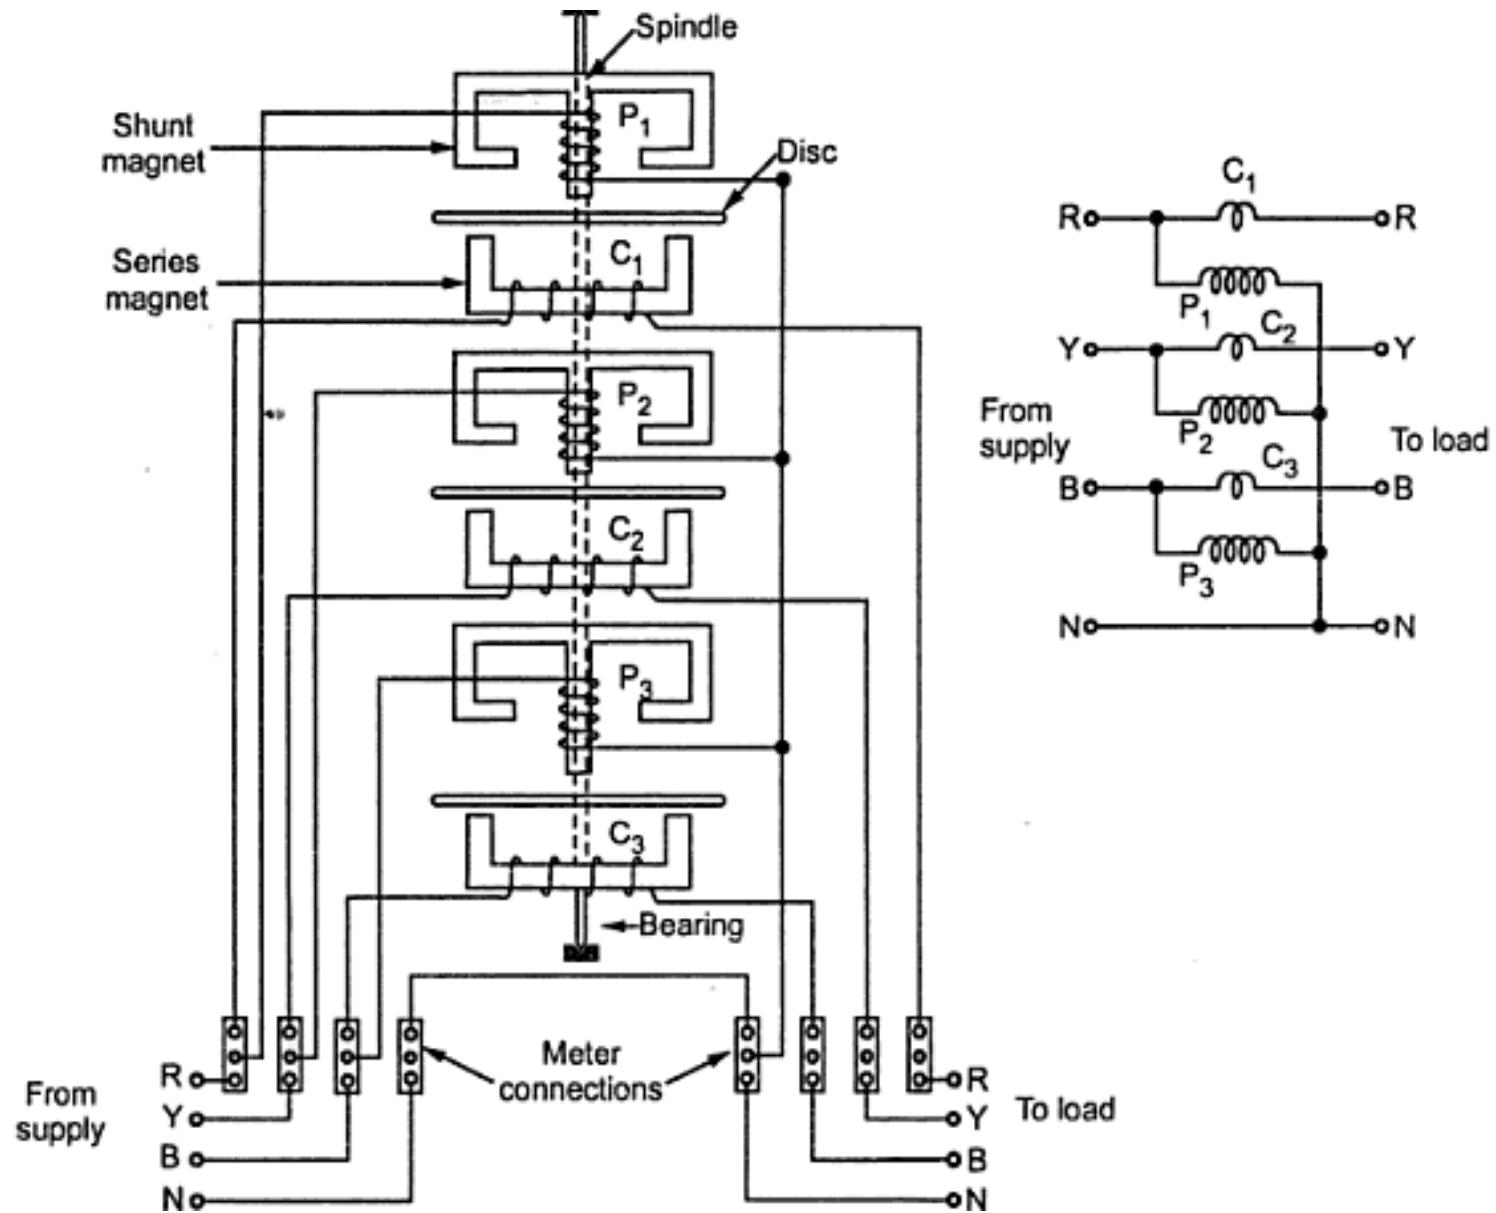 Spindle
P1
Shunt
magnet
Disc
C1
Series
magnet
P2
C2
P3
C3
Bearing
Meter
connections
From
supply
R
Y
B
N
R
Y
B
N
To load
C1
R
R
P1
C2
Y
Y
From
supply
P2
To load
C3
B
B
P3
N
N